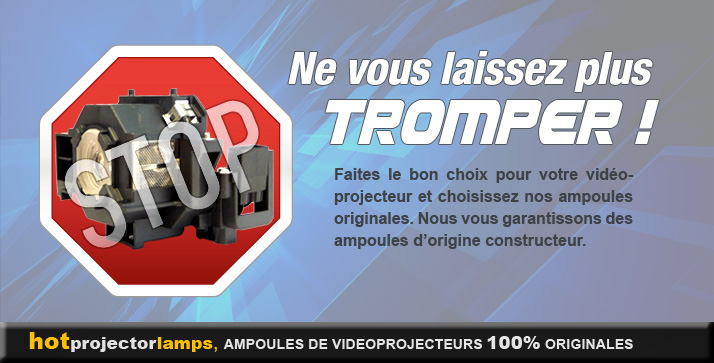 STOP
Ne vous laissez plus
TROMPER !
Faites le bon choix pour votre vidéo-
projecteur et choisissez nos ampoules
originales. Nous vous garantissons des
ampoules d'origine constructeur.
hotprojectorlamps, AMPOULES DE VIDEOPROJECTEURS 100% ORIGINALES